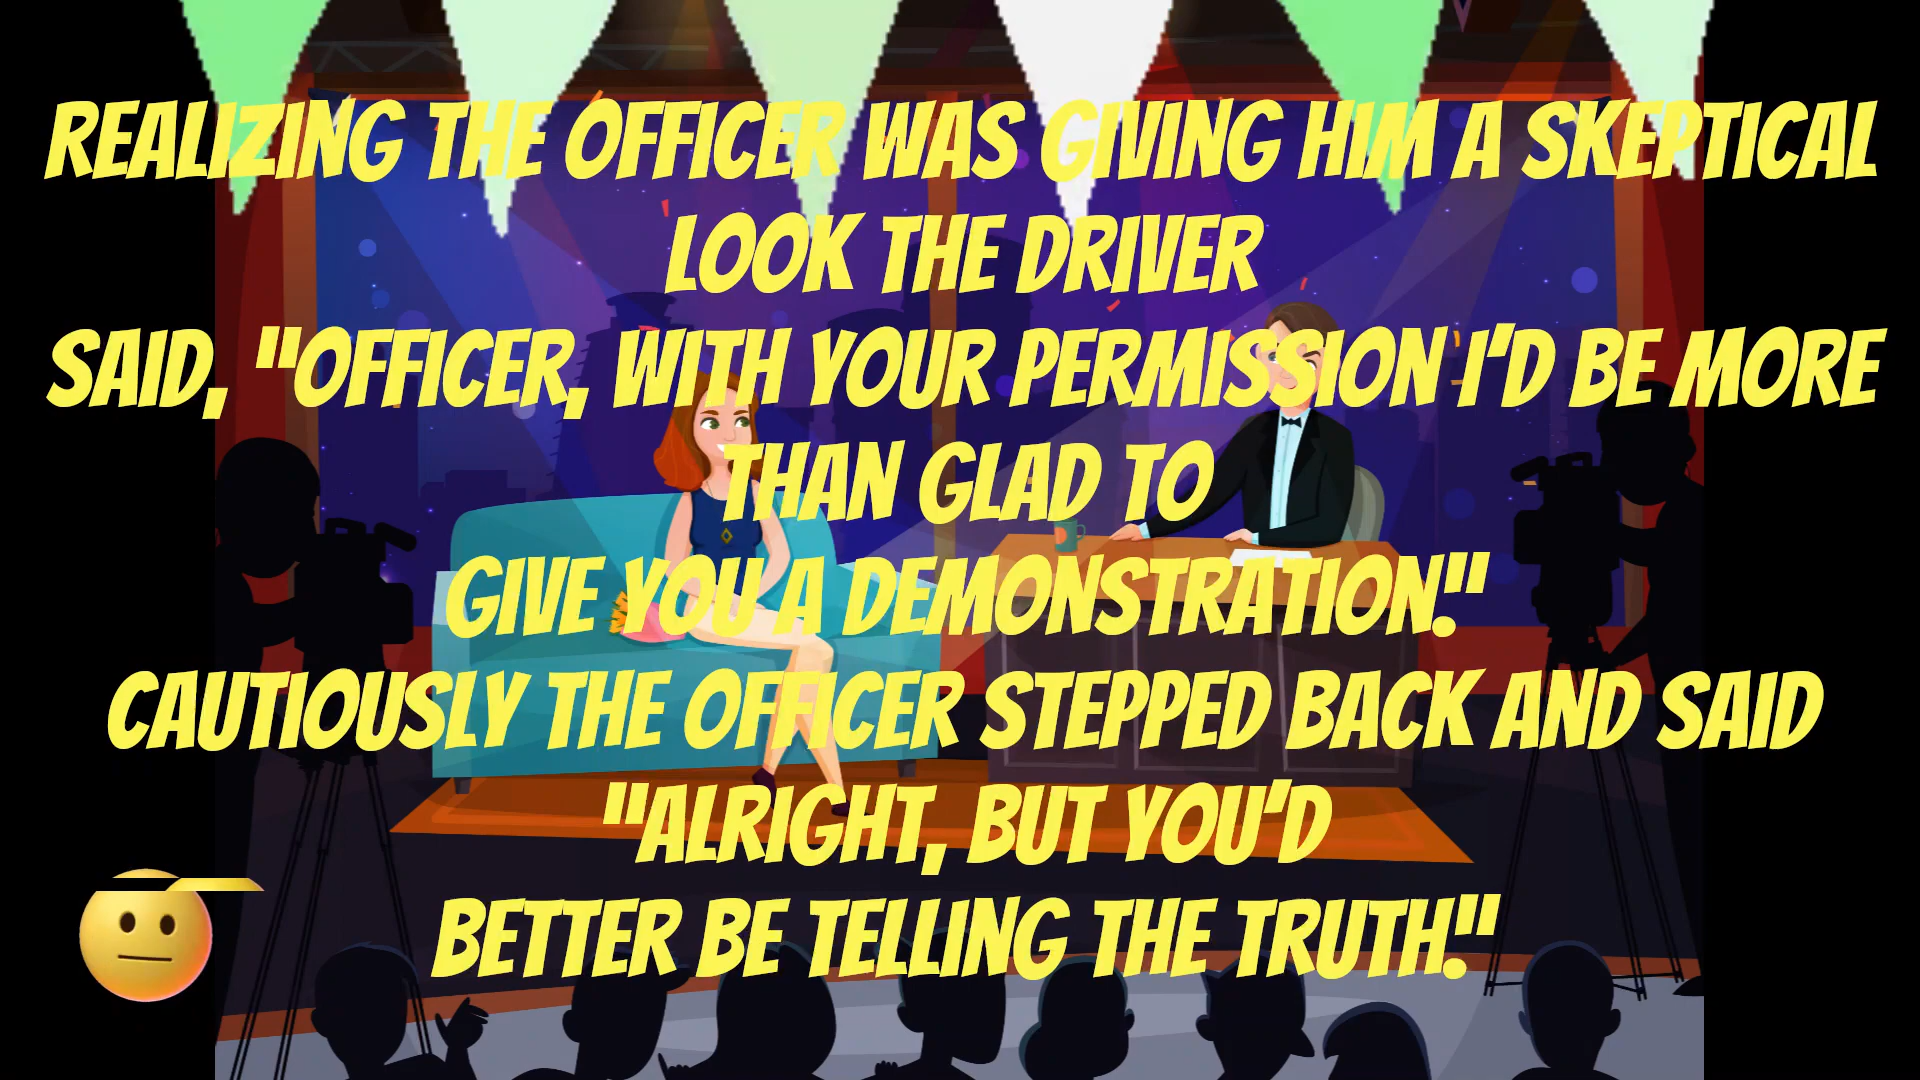 REALIZING THE OFFICER WAS GIVING HIM A SKEPTICAL
LOOK THE DRIVER
SAID, "OFFICER, WITH YOUR PERMISSION I'D BE MORE
THAN GLAD TO
GIVE YOU A DEMONSTRATION."
CAUTIOUSLY THE OFFICER STEPPED BACK AND SAID
"ALRIGHT, BUT YOU'D
BETTER BE TELLING THE TRUTH."